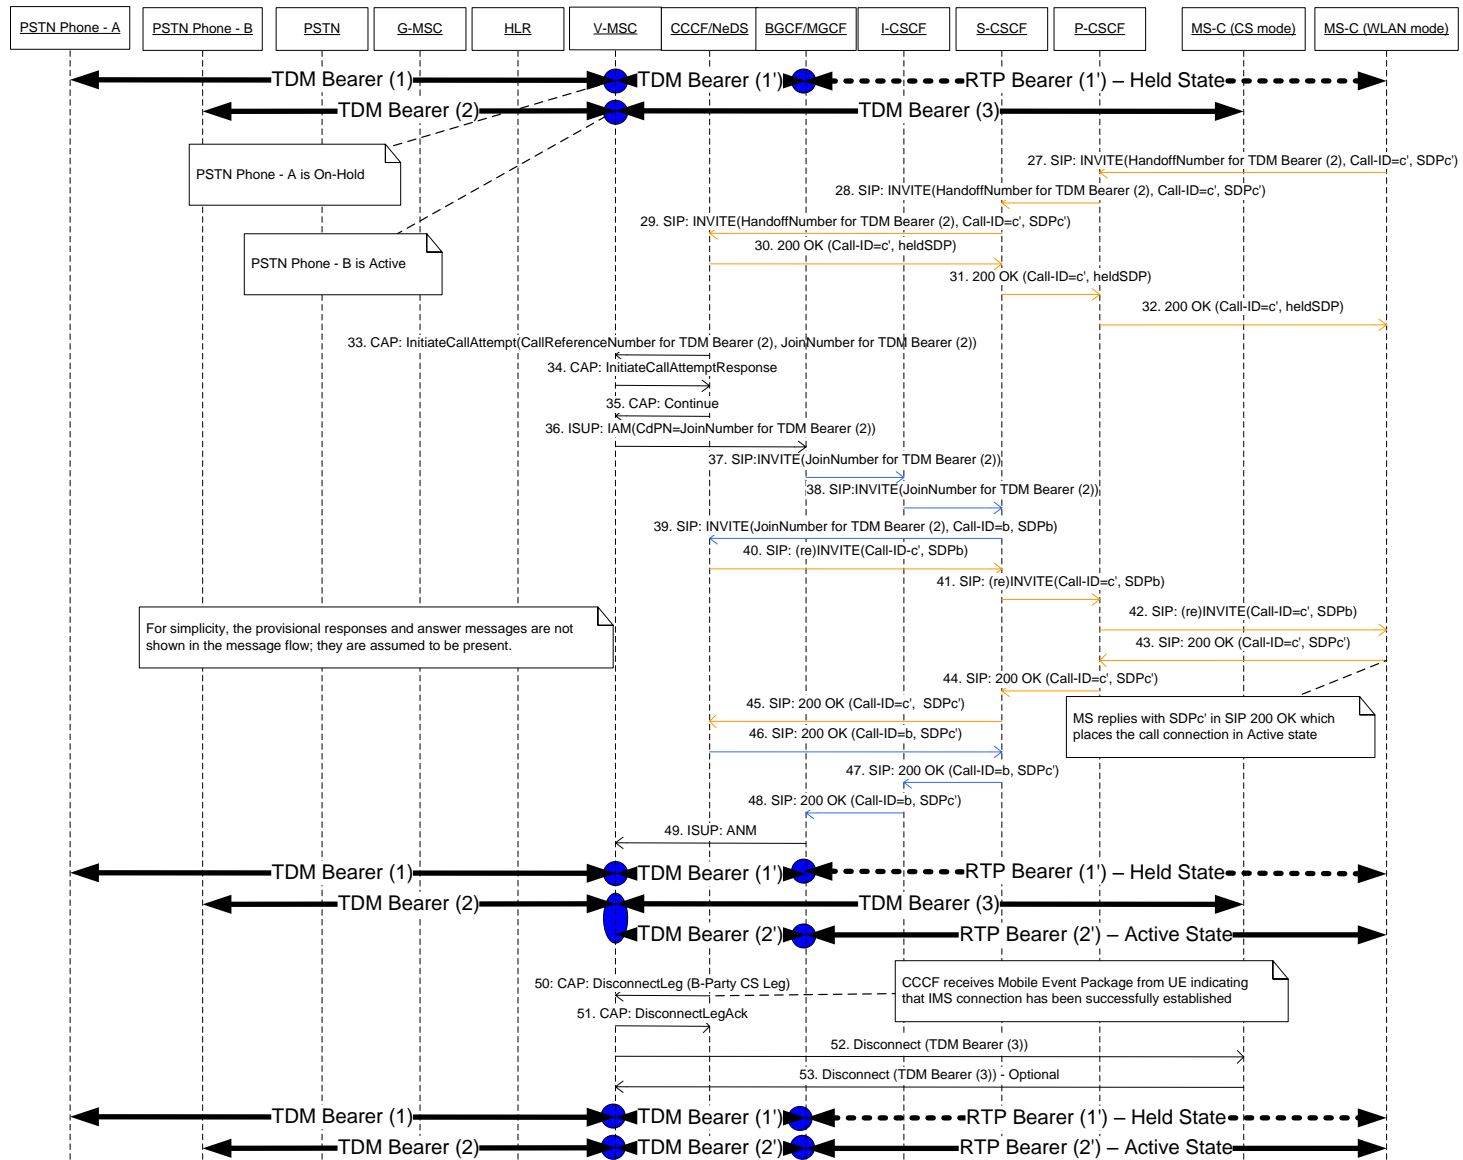 PSTN Phone - A
PSTN Phone - B
PSTN
G-MSC
HLR
V-MSC
CCCF/NeDS
BGCF/MGCF
I-CSCF
S-CSCF
P-CSCF
MS-C (CS mode)
MS-C (WLAN mode)
TDM Bearer (1)
TDM Bearer (1')
RTP Bearer (1') – Held State
TDM Bearer (2)
TDM Bearer (3)
PSTN Phone - A is On-Hold
27. SIP: INVITE(HandoffNumber for TDM Bearer (2), Call-ID=c', SDPc')
28. SIP: INVITE(HandoffNumber for TDM Bearer (2), Call-ID=c', SDPc')
29. SIP: INVITE(HandoffNumber for TDM Bearer (2), Call-ID=c', SDPc')
30. 200 OK (Call-ID=c', heldSDP)
PSTN Phone - B is Active
31. 200 OK (Call-ID=c', heldSDP)
32. 200 OK (Call-ID=c', heldSDP)
33. CAP: InitiateCallAttempt(CallReferenceNumber for TDM Bearer (2), JoinNumber for TDM Bearer (2))
34. CAP: InitiateCallAttemptResponse
35. CAP: Continue
36. ISUP: IAM(CdPN=JoinNumber for TDM Bearer (2))
37. SIP:INVITE(JoinNumber for TDM Bearer (2))
38. SIP:INVITE(JoinNumber for TDM Bearer (2))
39. SIP: INVITE(JoinNumber for TDM Bearer (2), Call-ID=b, SDPb)
40. SIP: (re)INVITE(Call-ID-c', SDPb)
41. SIP: (re)INVITE(Call-ID=c', SDPb)
42. SIP: (re)INVITE(Call-ID=c', SDPb)
For simplicity, the provisional responses and answer messages are not
shown in the message flow; they are assumed to be present.
43. SIP: 200 OK (Call-ID=c', SDPc')
44. SIP: 200 OK (Call-ID=c', SDPc')
45. SIP: 200 OK (Call-ID=c',  SDPc')
MS replies with SDPc' in SIP 200 OK which
places the call connection in Active state
46. SIP: 200 OK (Call-ID=b, SDPc')
47. SIP: 200 OK (Call-ID=b, SDPc')
48. SIP: 200 OK (Call-ID=b, SDPc')
49. ISUP: ANM
TDM Bearer (1)
TDM Bearer (1')
RTP Bearer (1') – Held State
TDM Bearer (2)
TDM Bearer (3)
TDM Bearer (2')
RTP Bearer (2') – Active State
50: CAP: DisconnectLeg (B-Party CS Leg)
CCCF receives Mobile Event Package from UE indicating
that IMS connection has been successfully established
51. CAP: DisconnectLegAck
52. Disconnect (TDM Bearer (3))
53. Disconnect (TDM Bearer (3)) - Optional
TDM Bearer (1)
TDM Bearer (1')
RTP Bearer (1') – Held State
TDM Bearer (2)
TDM Bearer (2')
RTP Bearer (2') – Active State